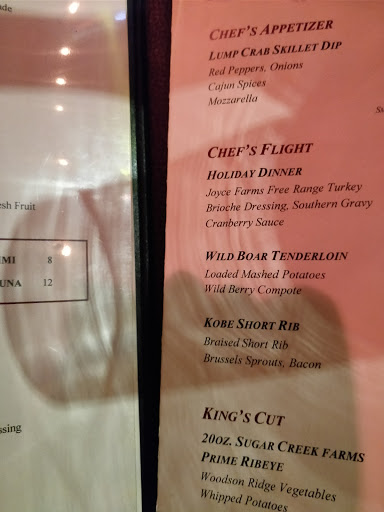 esh Fruit
IMI 8
UNA 12
ssing
CHEF'S APPETIZER
LUMP CRAB SKILLET DIP
Red Peppers, Onions
Cajun Spices
Mozzarella
CHEF'S FLIGHT
HOLIDAY DINNER
Joyce Farms Free Range Turkey
Brioche Dressing, Southern Gravy
Cranberry Sauce
WILD BOAR TENDERLOIN
Loaded Mashed Potatoes
Wild Berry Compote
KOBE SHORT RIB
Braised Short Rib
Brussels Sprouts, Bacon
KING'S CUT
20OZ. SUGAR CREEK FARMS
PRIME RIBEYE
Woodson Ridge Vegetables
Whipped Potatoes